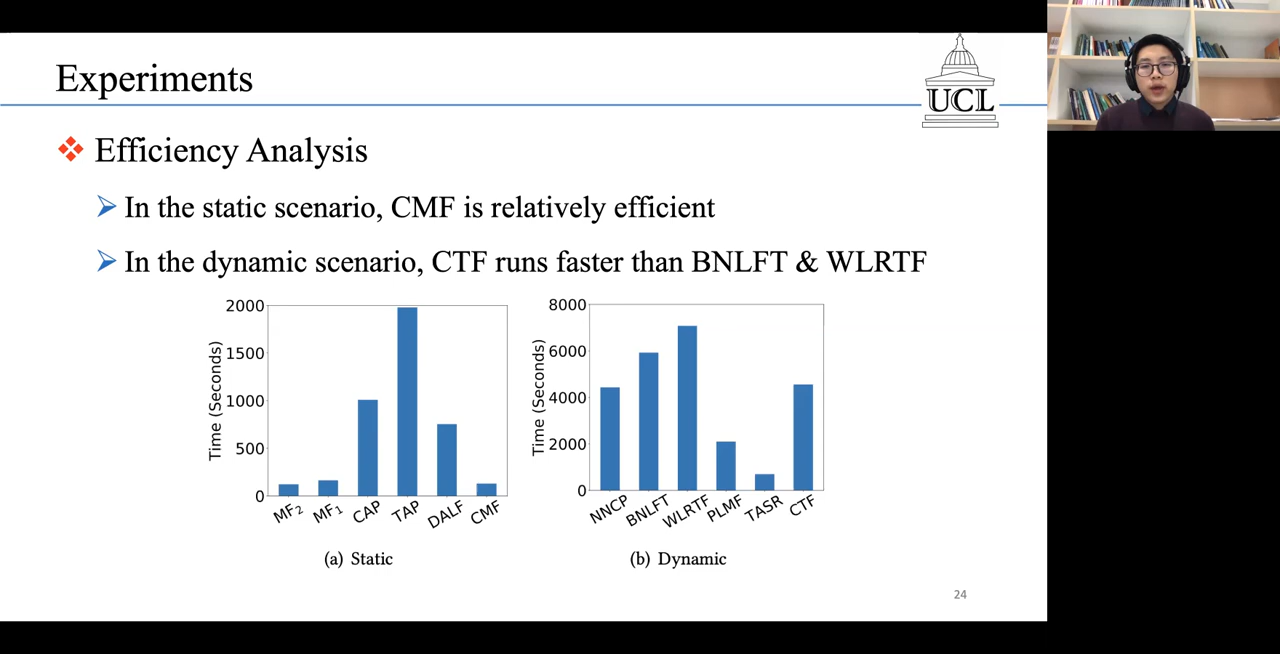 Experiments
UCL
Efficiency Analysis
In the static scenario, CMF is relatively efficient
In the dynamic scenario, CTF runs faster than BNLFT & WLRTF
Time (Seconds)
2000
1500
1000
500
0
MF2 MF1 CAP TAP DALF CMF
(a) Static
Time (Seconds)
8000
6000
4000
2000
0
NNCP BNLFT WLRTF PLMF TASR CTF
(b) Dynamic
24